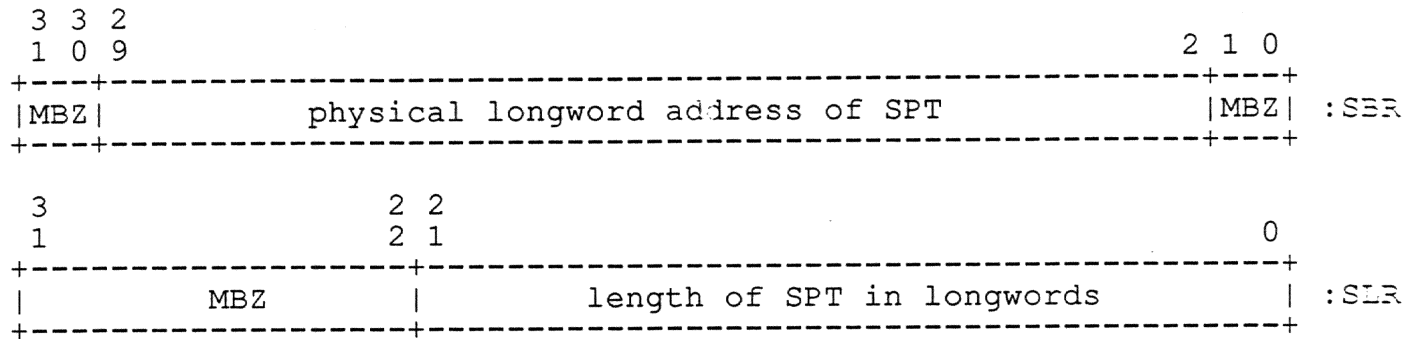 3 3 2
1 0 9 2 1 0
+---+---------------------------------------------------------------------+---+
|MBZ| physical longword address of SPT |MBZ| :SBR
+---+---------------------------------------------------------------------+---+
3 2 2
1 2 1 0
+------------------------+------------------------------------------------------+
| MBZ | length of SPT in longwords | :SLR
+------------------------+------------------------------------------------------+